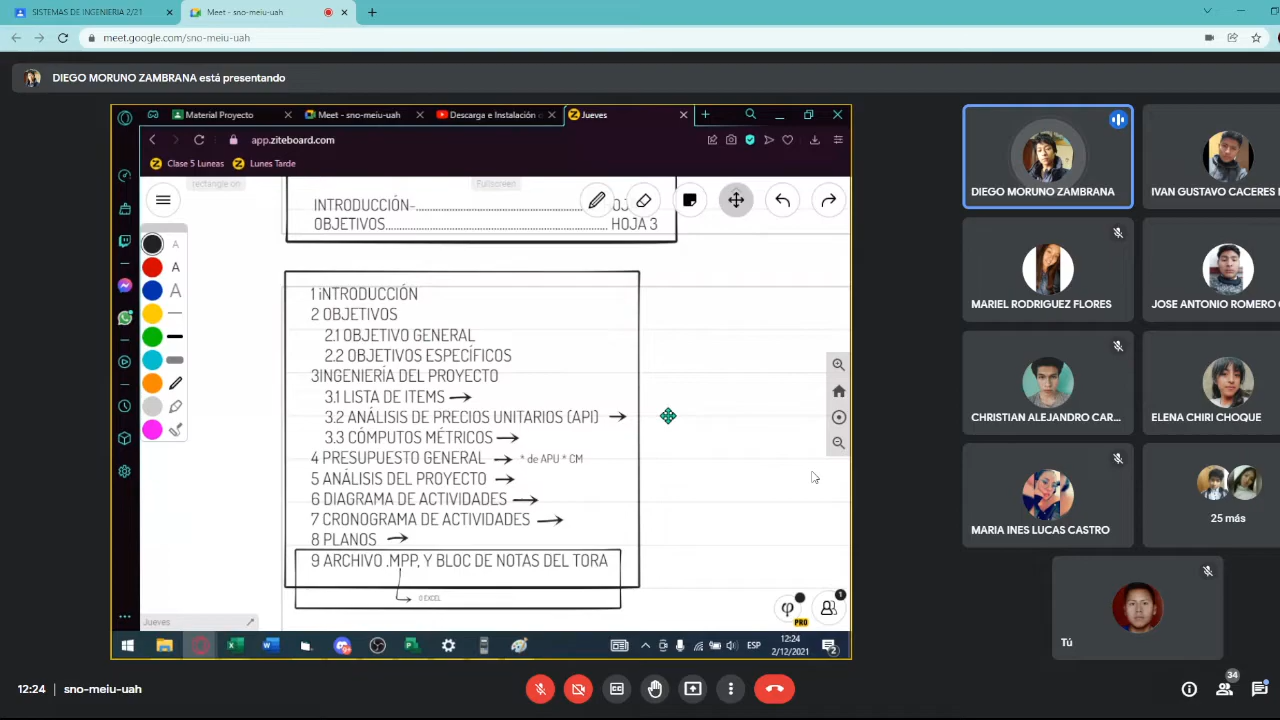 SISTEMAS DE INGENIERIA 2/21
Meet - sno-meiu-uah
meet.google.com/sno-meiu-uah
DIEGO MORUNO ZAMBRANA está presentando
Material Proyecto
Meet - sno-meiu-uah
Descarga e Instalación
Jueves
app.ziteboard.com
Clase 5 Luneas
Lunes Tarde
rectangle on
Fullscreen
INTRODUCCIÓN-
OBJETIVOS HOJA 3
1 iNTRODUCCIÓN
2 OBJETIVOS
2.1 OBJETIVO GENERAL
2.2 OBJETIVOS ESPECÍFICOS
3INGENIERÍA DEL PROYECTO
3.1 LISTA DE ITEMS
3.2 ANÁLISIS DE PRECIOS UNITARIOS (API)
3.3 CÓMPUTOS MÉTRICOS
4 PRESUPUESTO GENERAL * de APU * CM
5 ANÁLISIS DEL PROYECTO
6 DIAGRAMA DE ACTIVIDADES
7 CRONOGRAMA DE ACTIVIDADES
8 PLANOS
9 ARCHIVO .MPP, Y BLOC DE NOTAS DEL TORA
O EXCEL
Jueves
PRO
1
ESP
12:24
2/12/2021
2
DIEGO MORUNO ZAMBRANA
IVAN GUSTAVO CACERES
MARIEL RODRIGUEZ FLORES
JOSE ANTONIO ROMERO
CHRISTIAN ALEJANDRO CAR...
ELENA CHIRI CHOQUE
MARIA INES LUCAS CASTRO
25 más
Tú
12:24
sno-meiu-uah
34